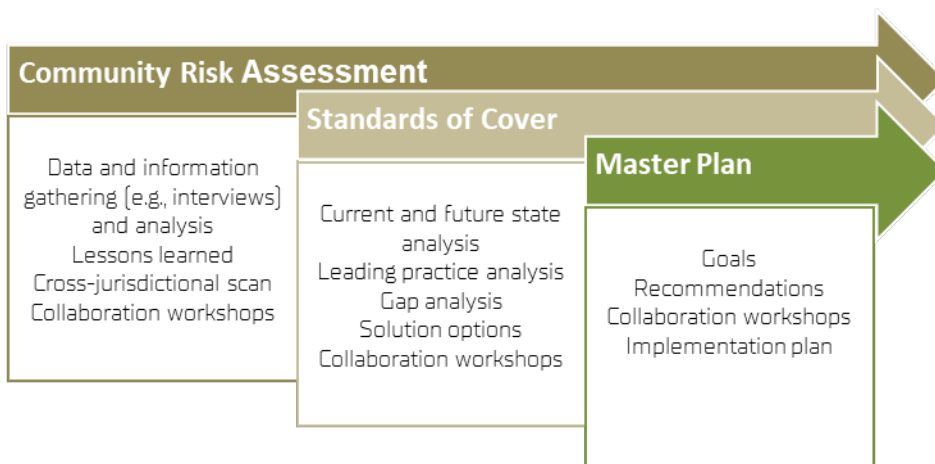 Community Risk Assessment
Data and information
gathering (e.g., interviews)
and analysis
Lessons learned
Cross-jurisdictional scan
Collaboration workshops
Standards of Cover
Current and future state
analysis
Leading practice analysis
Gap analysis
Solution options
Collaboration workshops
Master Plan
Goals
Recommendations
Collaboration workshops
Implementation plan